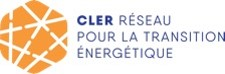 CLER RÉSEAU
POUR LA TRANSITION
ÉNERGÉTIQUE